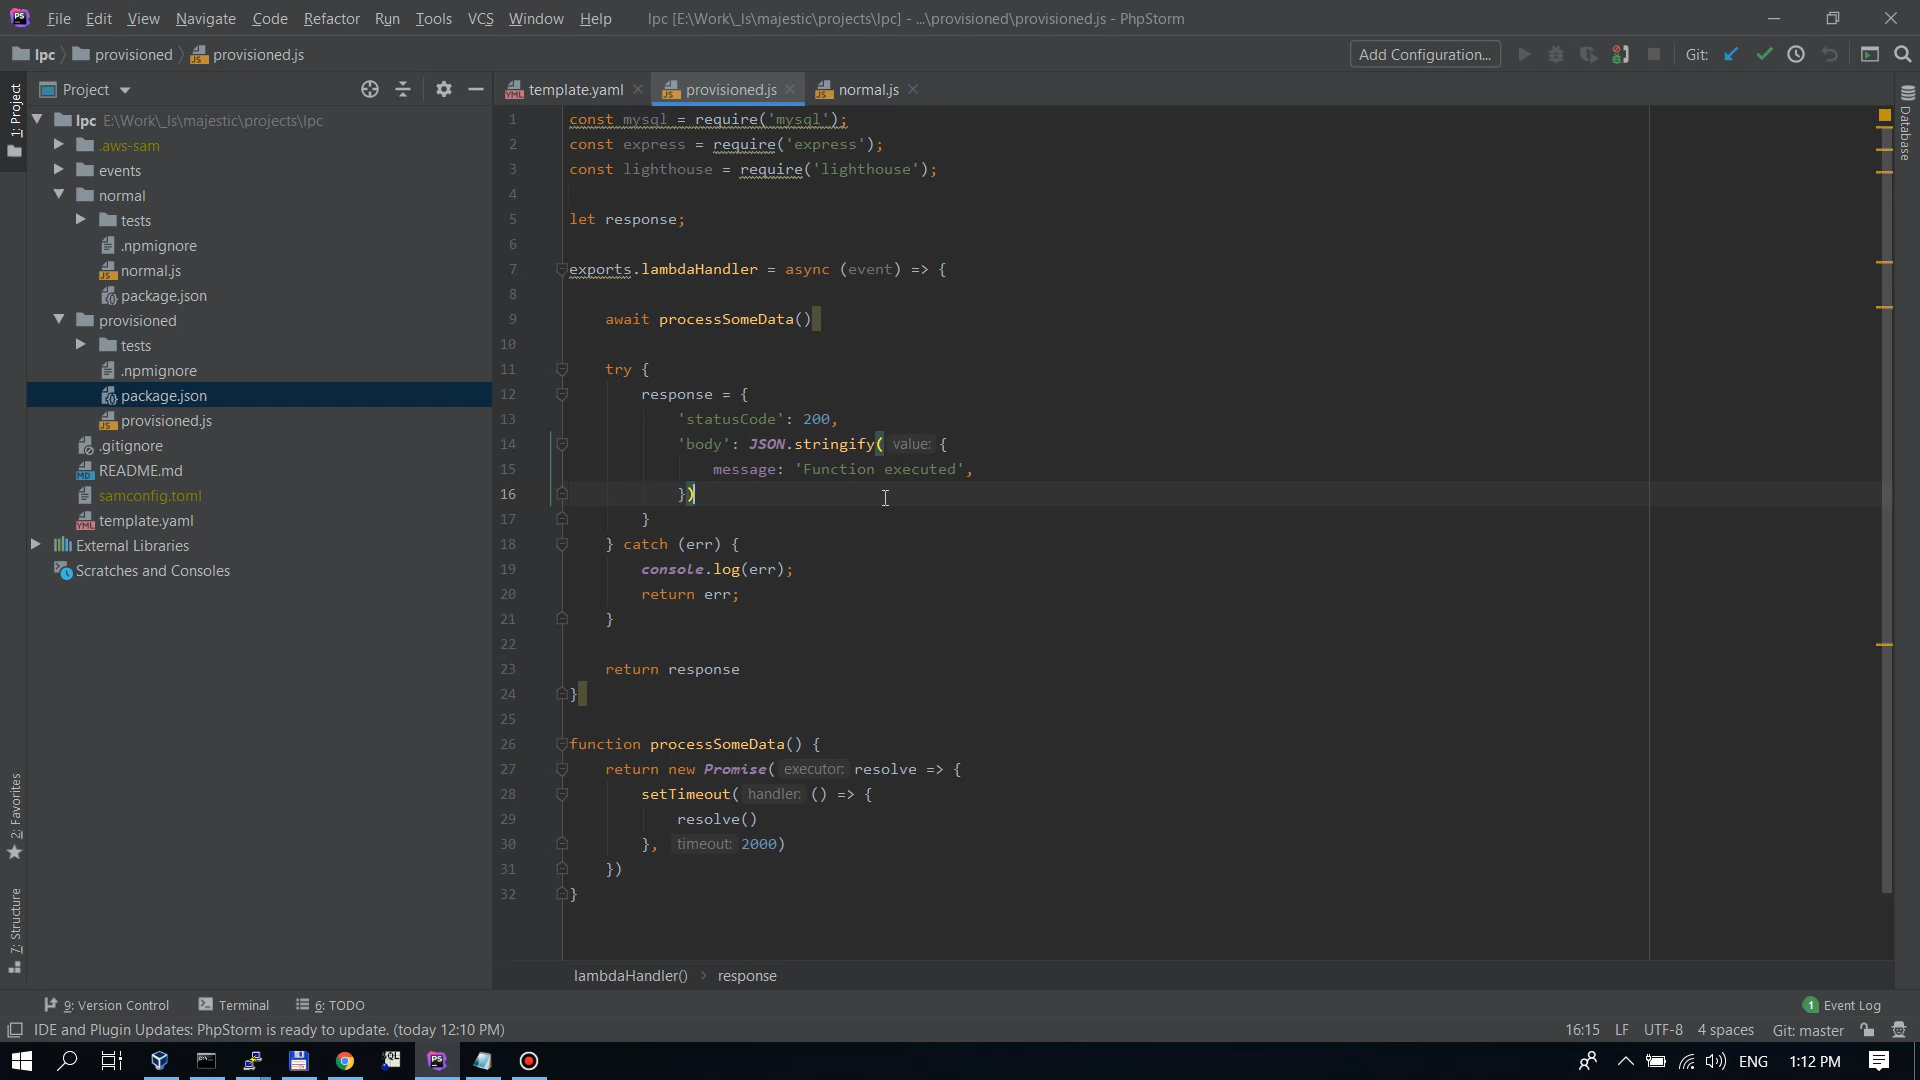 File Edit View Navigate Code Refactor Run Tools VCS Window Help lpc [E:\Work\_ls\majestic\projects\lpc] - ...\provisioned\provisioned.js - PhpStorm
lpc provisioned provisioned.js Add Configuration... Git:
Project template.yaml provisioned.js normal.js
1: Project
Database
lpc E:\Work\_ls\majestic\projects\lpc
.aws-sam
events
normal
tests
.npmignore
normal.js
package.json
provisioned
tests
.npmignore
package.json
provisioned.js
.gitignore
README.md
samconfig.toml
template.yaml
External Libraries
Scratches and Consoles
2: Favorites
7: Structure
1 const mysql = require('mysql');
2 const express = require('express');
3 const lighthouse = require('lighthouse');
4
5 let response;
6
7 exports.lambdaHandler = async (event) => {
8
9 await processSomeData()
10
11 try {
12 response = {
13 'statusCode': 200,
14 'body': JSON.stringify( value: {
15 message: 'Function executed',
16 })
17 }
18 } catch (err) {
19 console.log(err);
20 return err;
21 }
22
23 return response
24 }
25
26 function processSomeData() {
27 return new Promise( executor: resolve => {
28 setTimeout( handler: () => {
29 resolve()
30 }, timeout: 2000)
31 })
32 }
lambdaHandler() response
9: Version Control Terminal 6: TODO 1 Event Log
IDE and Plugin Updates: PhpStorm is ready to update. (today 12:10 PM) 16:15 LF UTF-8 4 spaces Git: master
ENG 1:12 PM